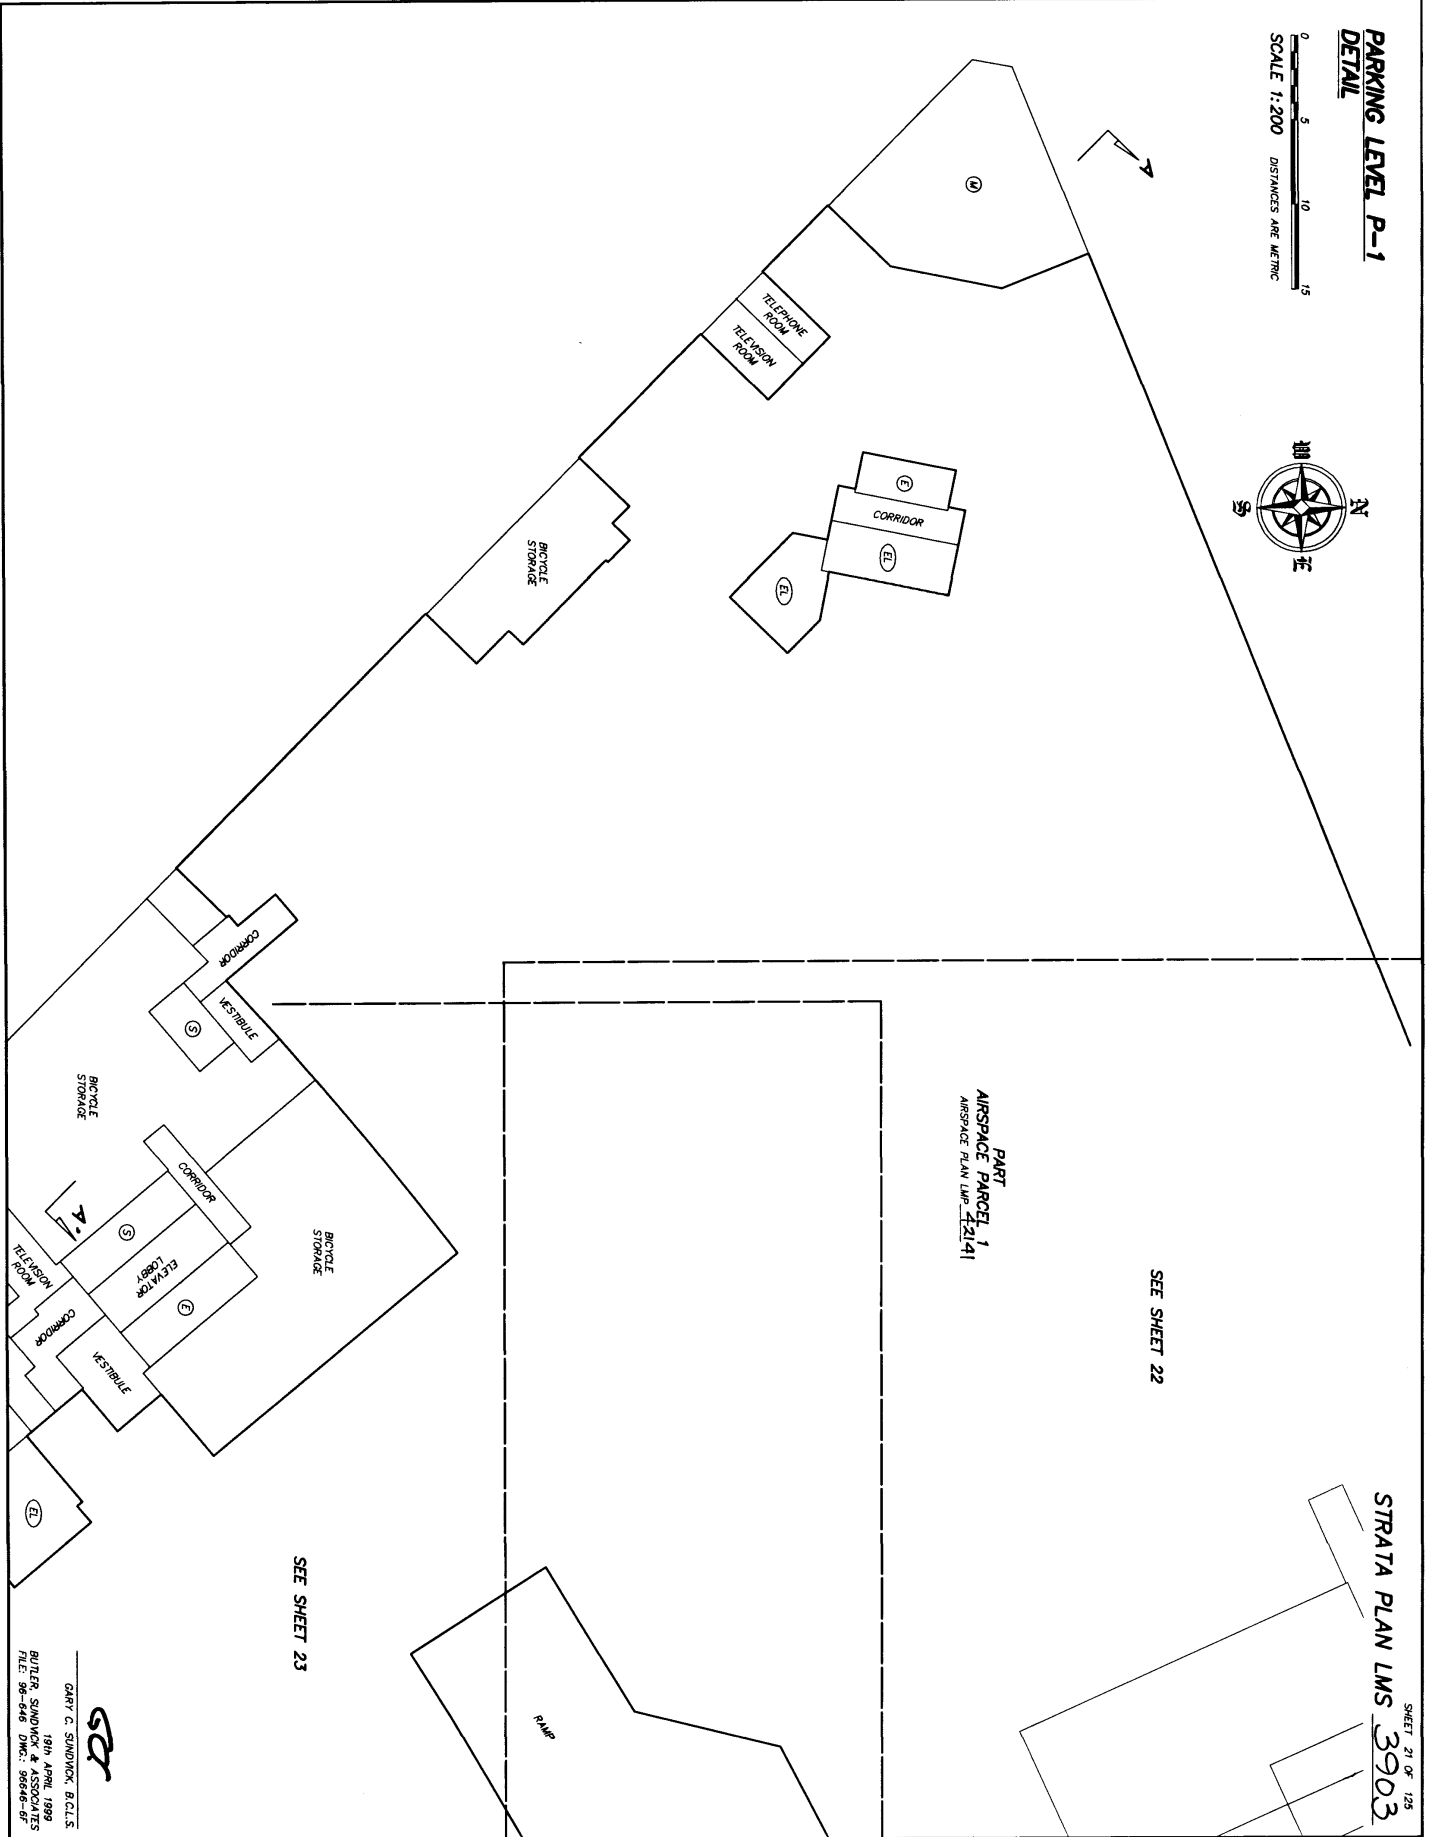 SHEET 21 OF 125
STRATA PLAN LMS 3903
PARKING LEVEL P-1
DETAIL
0 5 10 15
SCALE 1:200 DISTANCES ARE METRIC
N
W
E
S
A
M
TELEPHONE
ROOM
TELEVISION
ROOM
E
CORRIDOR
EL
EL
BICYCLE
STORAGE
SEE SHEET 22
PART
AIRSPACE PARCEL 1
AIRSPACE PLAN LMP 42141
CORRIDOR
VESTIBULE
S
BICYCLE
STORAGE
BICYCLE
STORAGE
CORRIDOR
S
ELEVATOR
LOBBY
E
A'
TELEVISION
ROOM
CORRIDOR
VESTIBULE
EL
SEE SHEET 23
RAMP
GARY C. SUNDVICK, B.C.L.S.
19th APRIL 1999
BUTLER, SUNDVICK & ASSOCIATES
FILE: 96-646 DWG.: 96646-6F